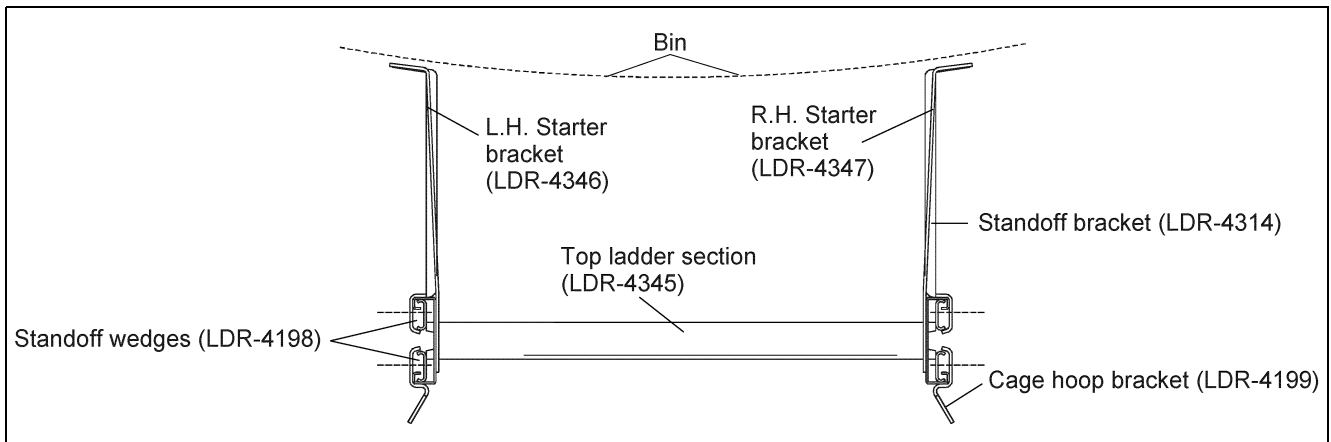 Bin
L.H. Starter
bracket
(LDR-4346)
R.H. Starter
bracket
(LDR-4347)
Standoff bracket (LDR-4314)
Top ladder section
(LDR-4345)
Standoff wedges (LDR-4198)
Cage hoop bracket (LDR-4199)